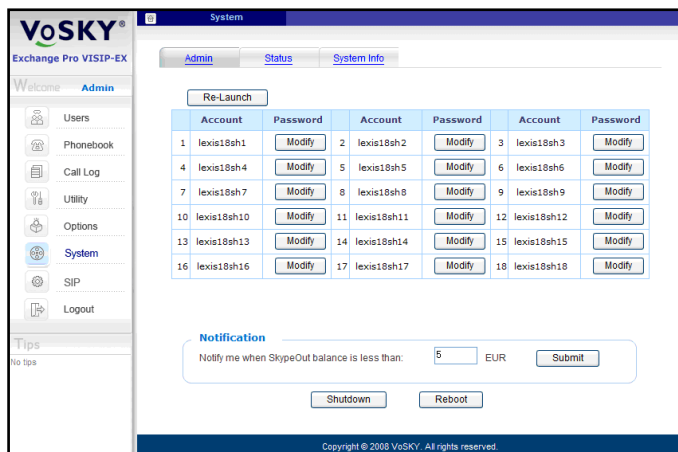 VoSKY®
Exchange Pro VISIP-EX
Welcome Admin
Users
Phonebook
Call Log
Utility
Options
System
SIP
Logout
Tips
No tips
System
Admin Status System Info
Re-Launch
Account Password Account Password Account Password
1 lexis18sh1 Modify 2 lexis18sh2 Modify 3 lexis18sh3 Modify
4 lexis18sh4 Modify 5 lexis18sh5 Modify 6 lexis18sh6 Modify
7 lexis18sh7 Modify 8 lexis18sh8 Modify 9 lexis18sh9 Modify
10 lexis18sh10 Modify 11 lexis18sh11 Modify 12 lexis18sh12 Modify
13 lexis18sh13 Modify 14 lexis18sh14 Modify 15 lexis18sh15 Modify
16 lexis18sh16 Modify 17 lexis18sh17 Modify 18 lexis18sh18 Modify
Notification
Notify me when SkypeOut balance is less than: 5 EUR Submit
Shutdown Reboot
Copyright © 2008 VoSKY. All rights reserved.